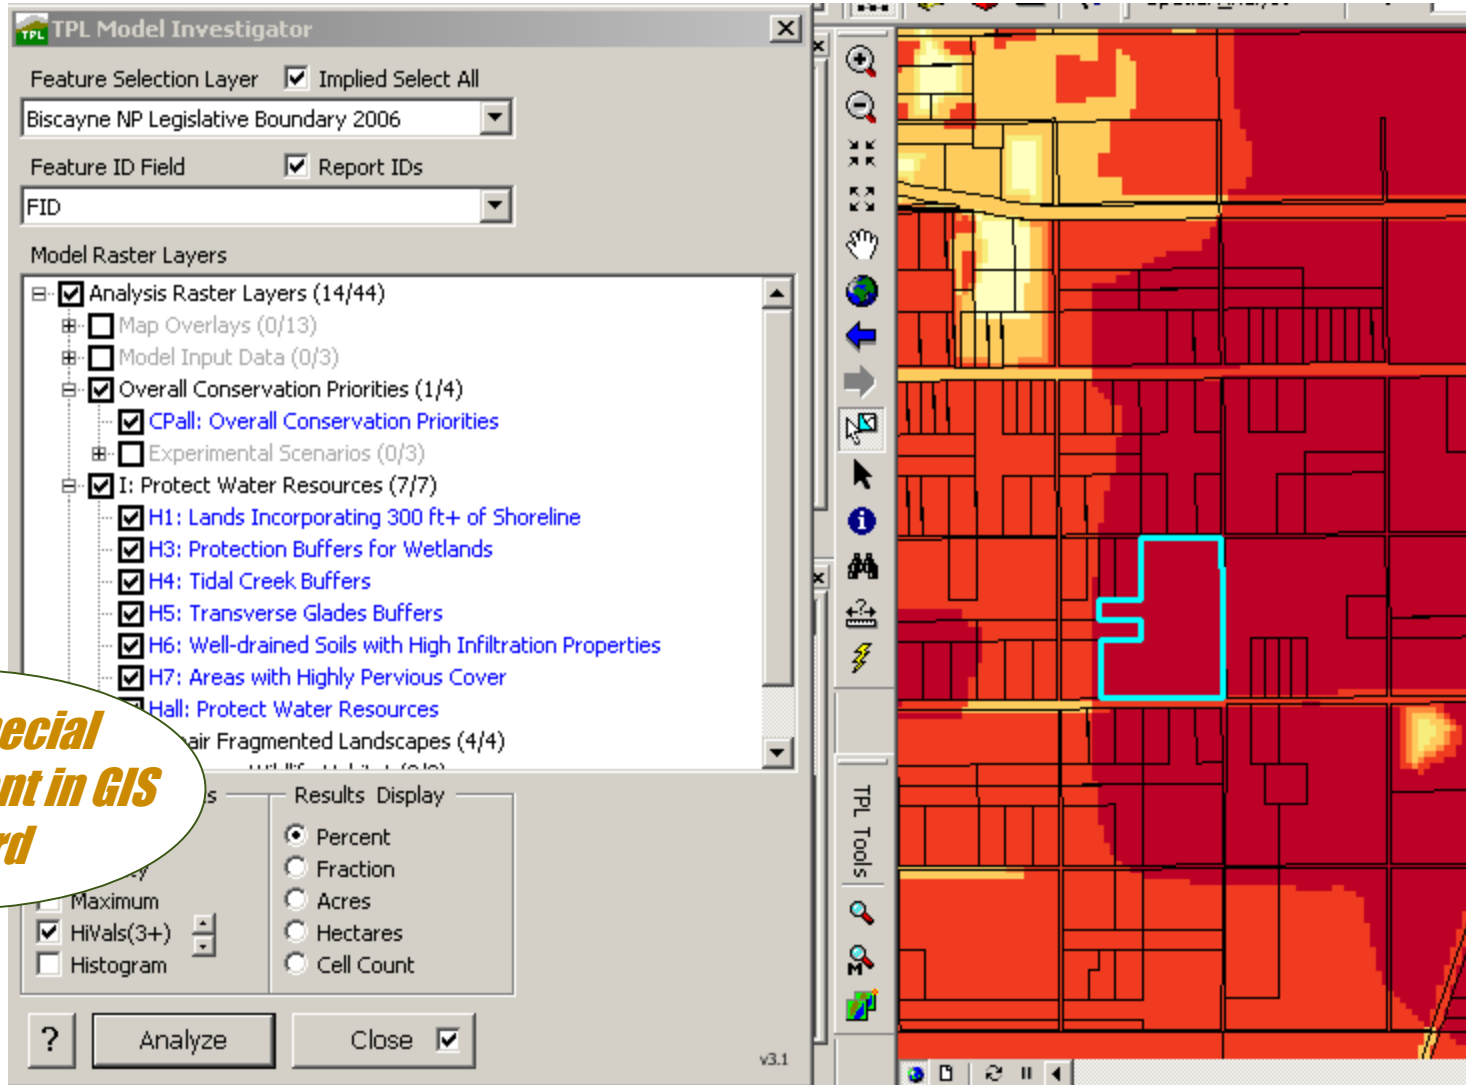 TPL TPL Model Investigator
Feature Selection Layer Implied Select All
Biscayne NP Legislative Boundary 2006
Feature ID Field Report IDs
FID
Model Raster Layers
Analysis Raster Layers (14/44)
Map Overlays (0/13)
Model Input Data (0/3)
Overall Conservation Priorities (1/4)
CPall: Overall Conservation Priorities
Experimental Scenarios (0/3)
I: Protect Water Resources (7/7)
H1: Lands Incorporating 300 ft+ of Shoreline
H3: Protection Buffers for Wetlands
H4: Tidal Creek Buffers
H5: Transverse Glades Buffers
H6: Well-drained Soils with High Infiltration Properties
H7: Areas with Highly Pervious Cover
Hall: Protect Water Resources
air Fragmented Landscapes (4/4)
ecial
nt in GIS
rd
s
Maximum
HiVals(3+)
Histogram
Results Display
Percent
Fraction
Acres
Hectares
Cell Count
? Analyze Close
v3.1
TPL Tools
M